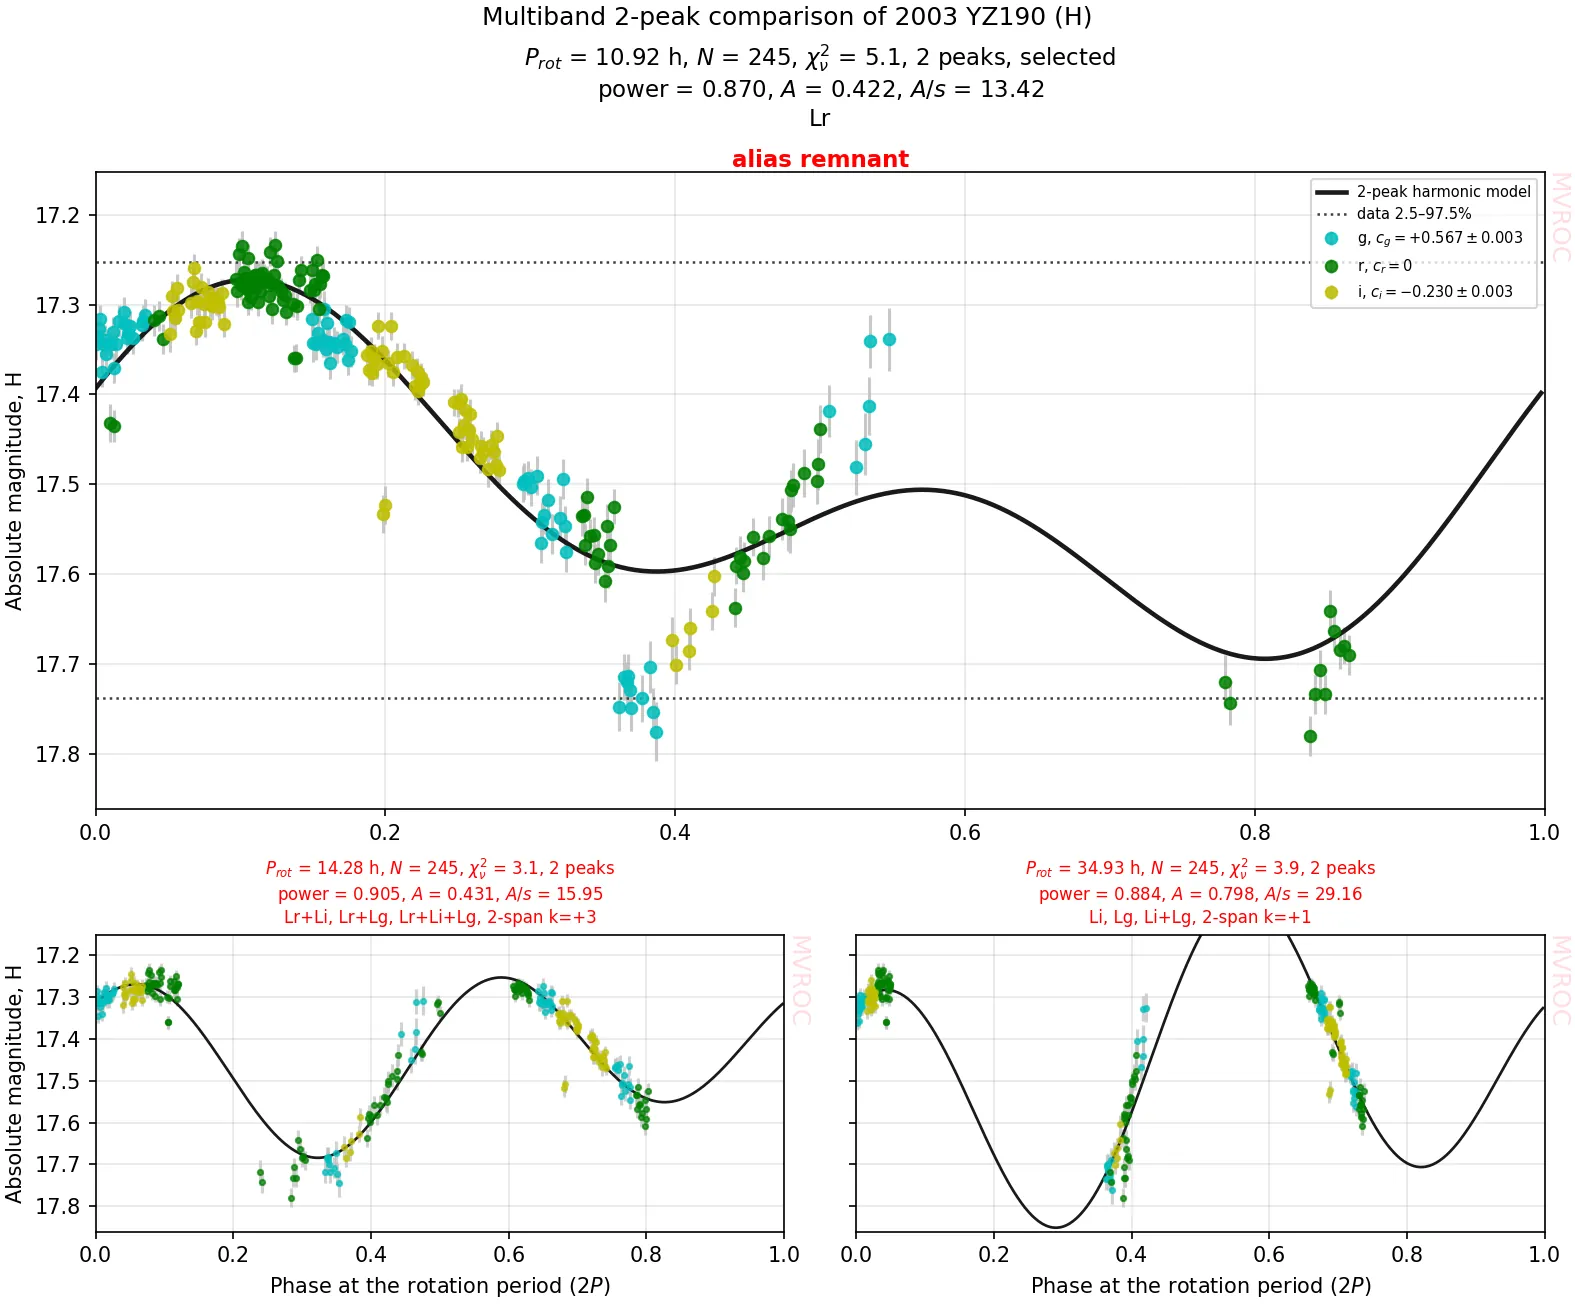 Multiband 2-peak comparison of 2003 YZ190 (H)
P_rot = 10.92 h, N = 245, χ²_ν = 5.1, 2 peaks, selected
power = 0.870, A = 0.422, A/s = 13.42
Lr
alias remnant
MVROC
2-peak harmonic model
data 2.5–97.5%
g, c_g = +0.567 ± 0.003
r, c_r = 0
i, c_i = −0.230 ± 0.003
Absolute magnitude, H
17.2
17.3
17.4
17.5
17.6
17.7
17.8
0.0 0.2 0.4 0.6 0.8 1.0
P_rot = 14.28 h, N = 245, χ²_ν = 3.1, 2 peaks
power = 0.905, A = 0.431, A/s = 15.95
Lr+Li, Lr+Lg, Lr+Li+Lg, 2-span k=+3
MVROC
Absolute magnitude, H
17.2
17.3
17.4
17.5
17.6
17.7
17.8
0.0 0.2 0.4 0.6 0.8 1.0
Phase at the rotation period (2P)
P_rot = 34.93 h, N = 245, χ²_ν = 3.9, 2 peaks
power = 0.884, A = 0.798, A/s = 29.16
Li, Lg, Li+Lg, 2-span k=+1
MVROC
0.0 0.2 0.4 0.6 0.8 1.0
Phase at the rotation period (2P)